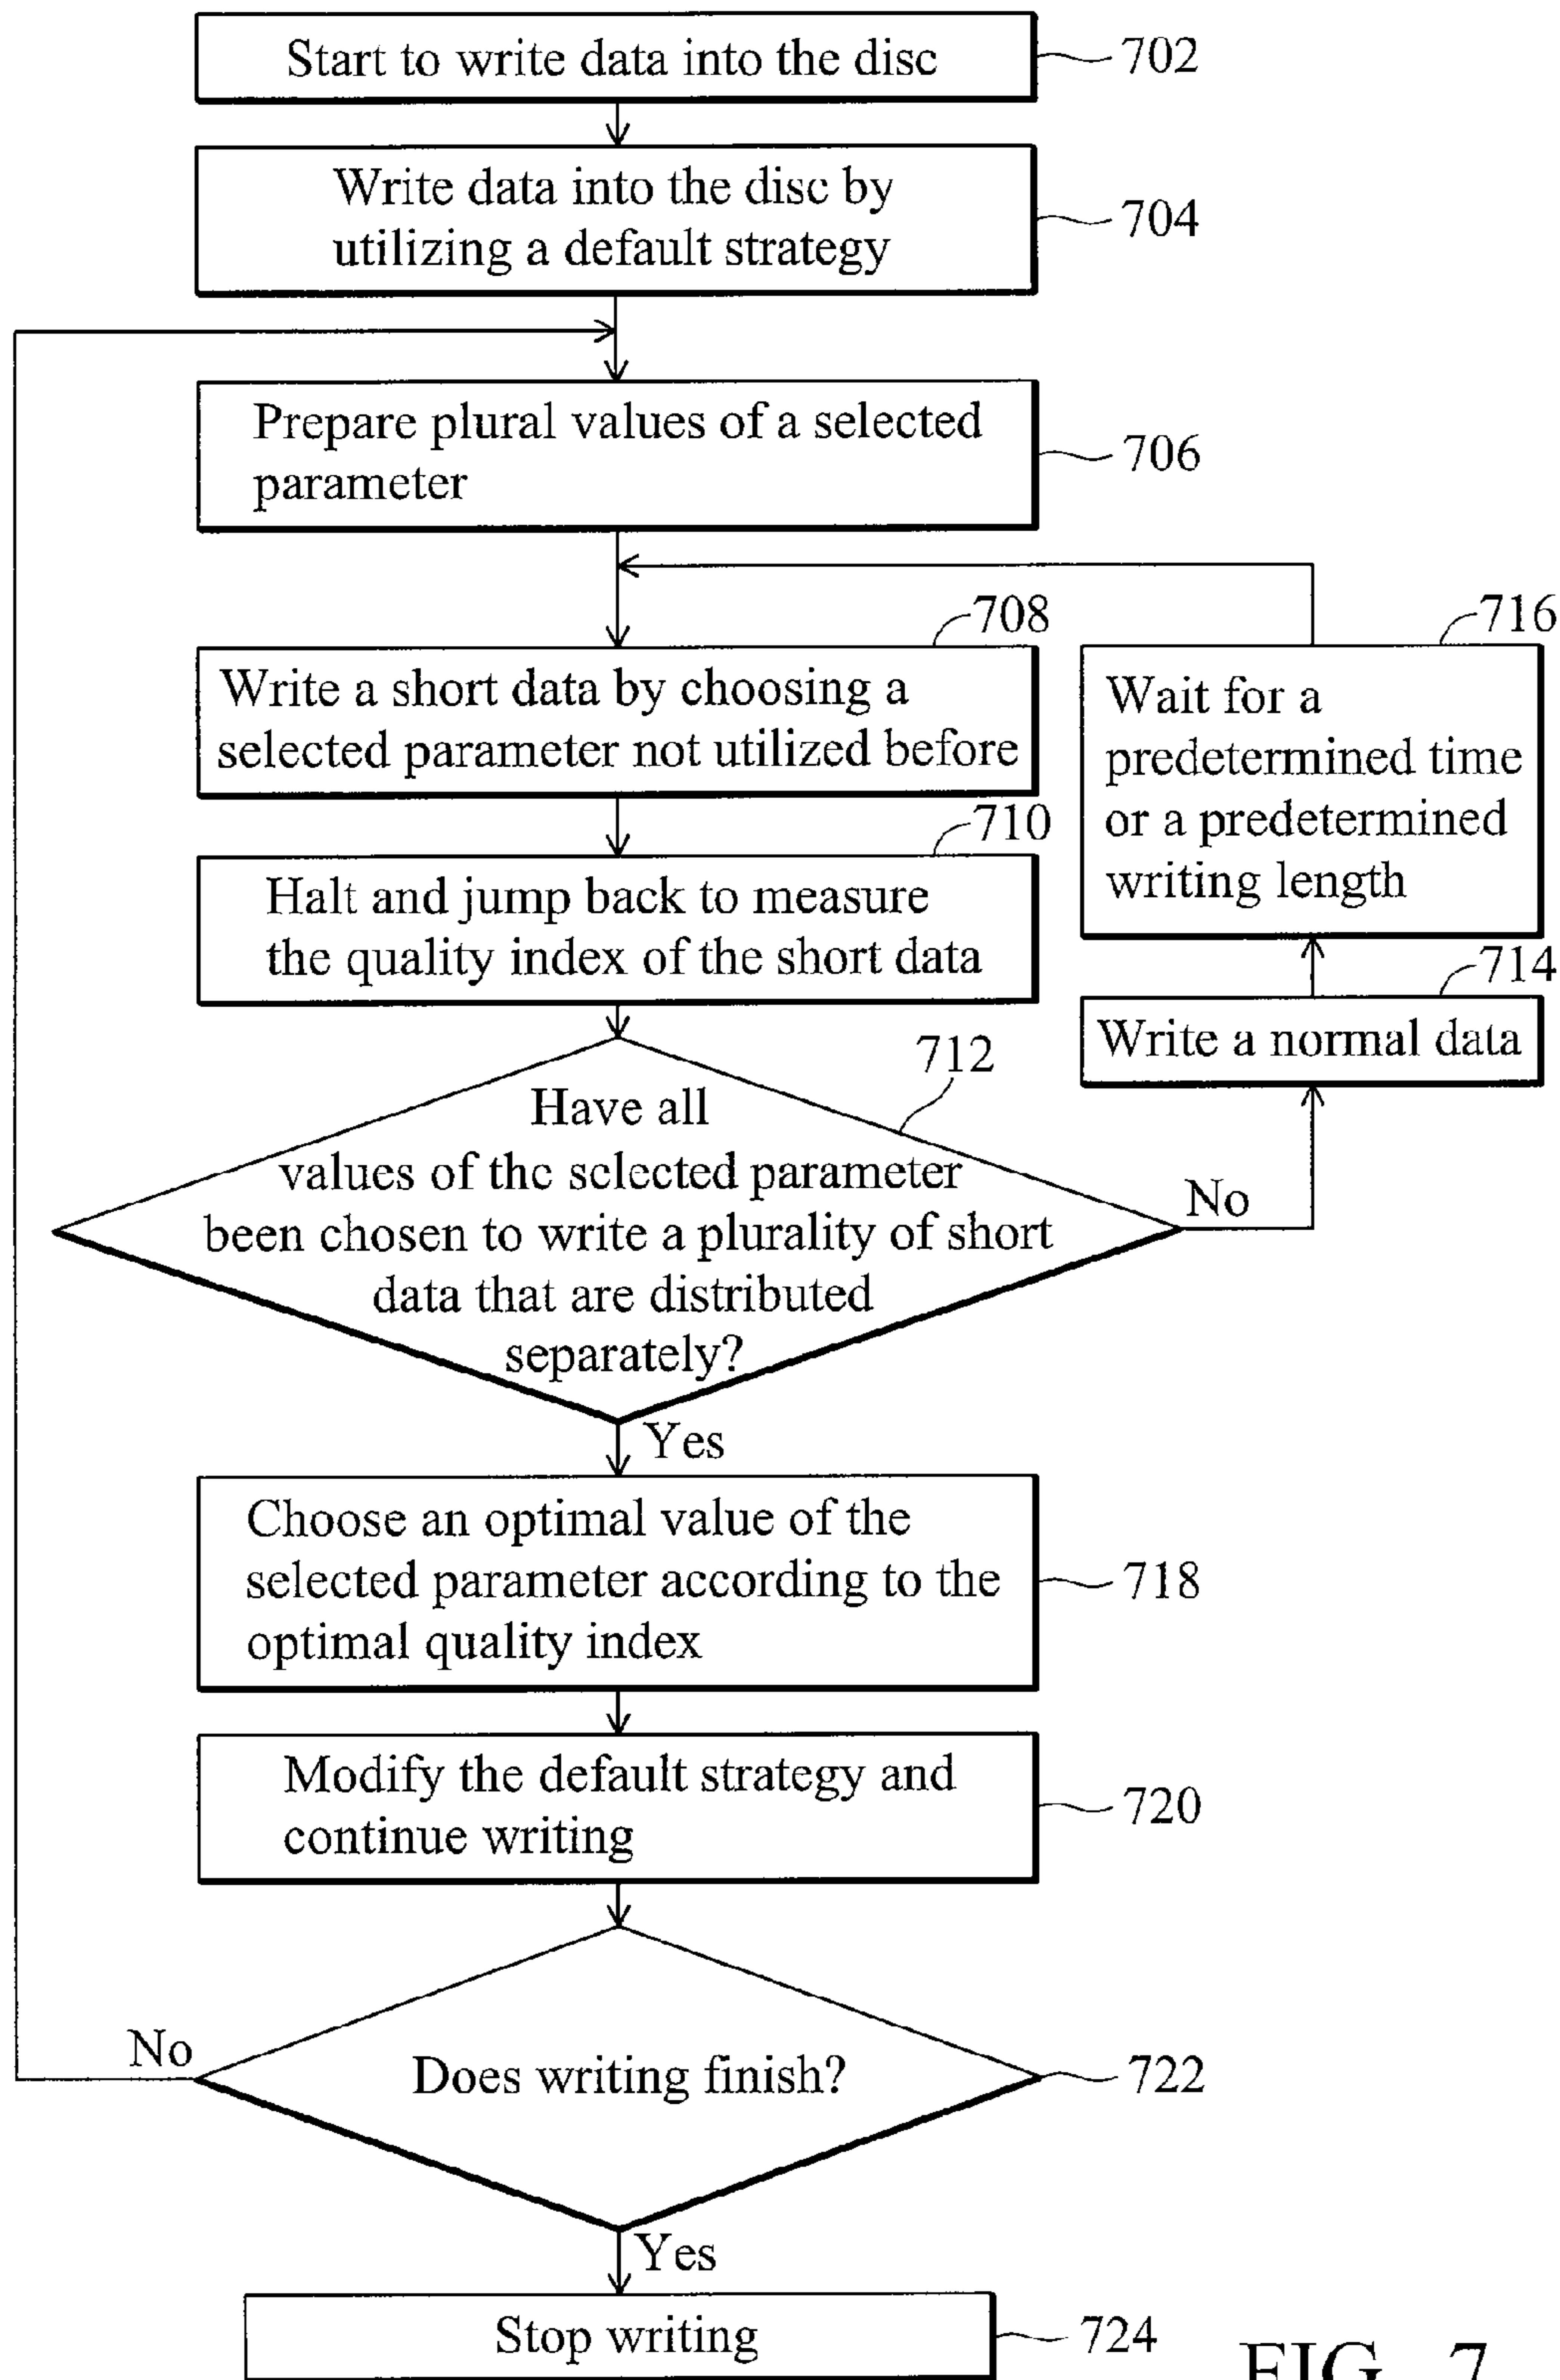 Start to write data into the disc
702
Write data into the disc by
utilizing a default strategy
704
Prepare plural values of a selected
parameter
706
708
Write a short data by choosing a
selected parameter not utilized before
716
Wait for a
predetermined time
or a predetermined
writing length
710
Halt and jump back to measure
the quality index of the short data
714
Write a normal data
712
Have all
values of the selected parameter
been chosen to write a plurality of short
data that are distributed
separately?
No
Yes
Choose an optimal value of the
selected parameter according to the
optimal quality index
718
Modify the default strategy and
continue writing
720
No
Does writing finish?
722
Yes
Stop writing
724
FIG. 7